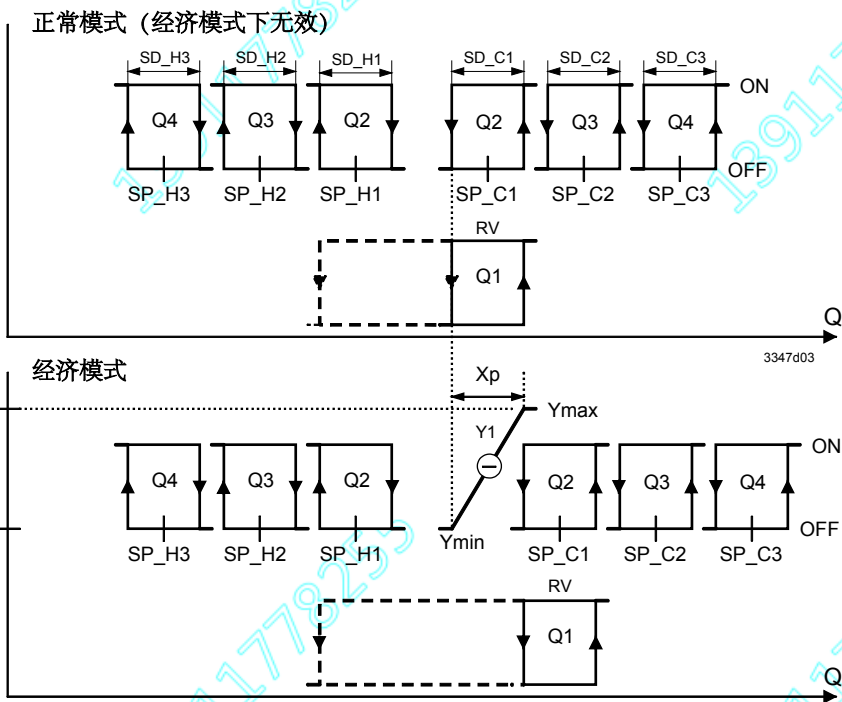 正常模式（经济模式下无效）
SD_H3 SD_H2 SD_H1 SD_C1 SD_C2 SD_C3
ON
Q4 Q3 Q2 Q2 Q3 Q4
OFF
SP_H3 SP_H2 SP_H1 SP_C1 SP_C2 SP_C3
RV
Q1
Q
3347d03
经济模式
Xp
Ymax
Y1
ON
Q4 Q3 Q2 Q2 Q3 Q4
OFF
Ymin
SP_H3 SP_H2 SP_H1 SP_C1 SP_C2 SP_C3
RV
Q1
Q